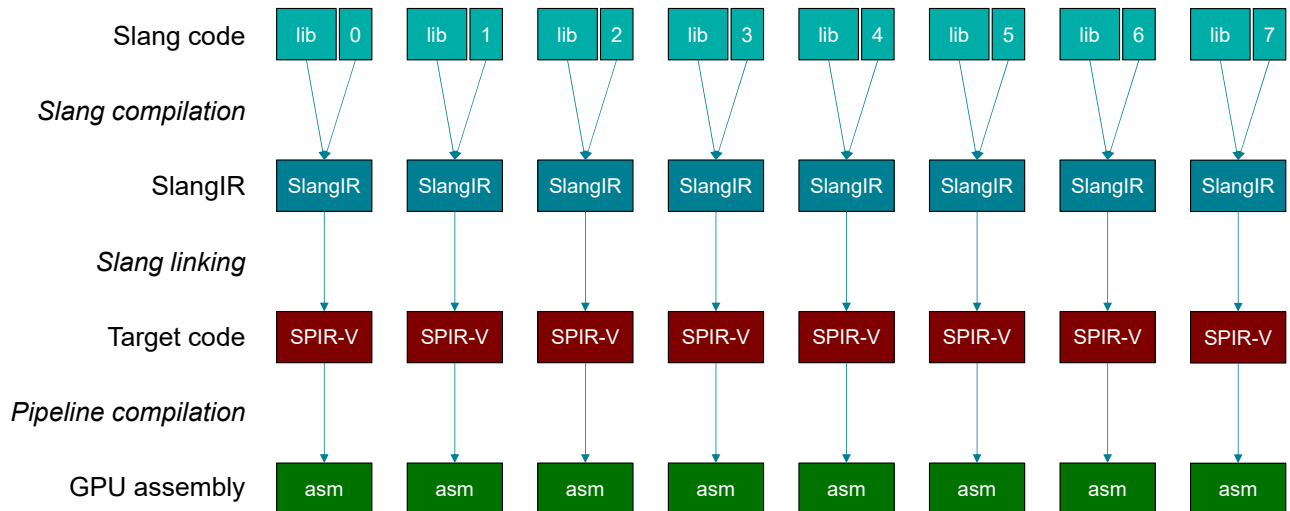 Slang code lib 0 lib 1 lib 2 lib 3 lib 4 lib 5 lib 6 lib 7
Slang compilation
SlangIR SlangIR SlangIR SlangIR SlangIR SlangIR SlangIR SlangIR SlangIR
Slang linking
Target code SPIR-V SPIR-V SPIR-V SPIR-V SPIR-V SPIR-V SPIR-V SPIR-V
Pipeline compilation
GPU assembly asm asm asm asm asm asm asm asm